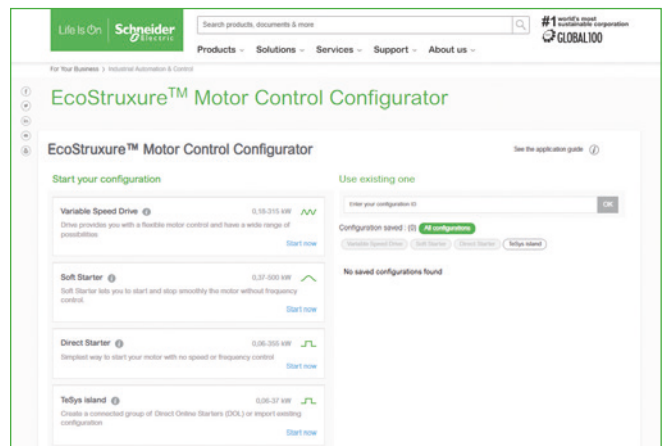 Life Is On
Schneider
Electric
Search products, documents & more
#1 world's most
sustainable corporation
GLOBAL100
Products
Solutions
Services
Support
About us
For Your Business > Industrial Automation & Control
EcoStruxure™ Motor Control Configurator
EcoStruxure™ Motor Control Configurator
See the application guide
Start your configuration
Variable Speed Drive
0,18-315 kW
Drive provides you with a flexible motor control and have a wide range of
possibilities
Start now
Soft Starter
0,37-500 kW
Soft Starter lets you to start and stop smoothly the motor without frequency
control.
Start now
Direct Starter
0,06-355 kW
Simplest way to start your motor with no speed or frequency control
Start now
TeSys island
0,06-37 kW
Create a connected group of Direct Online Starters (DOL) or import existing
configuration
Start now
Use existing one
Enter your configuration ID
OK
Configuration saved : (0)
All configurations
Variable Speed Drive
Soft Starter
Direct Starter
TeSys island
No saved configurations found